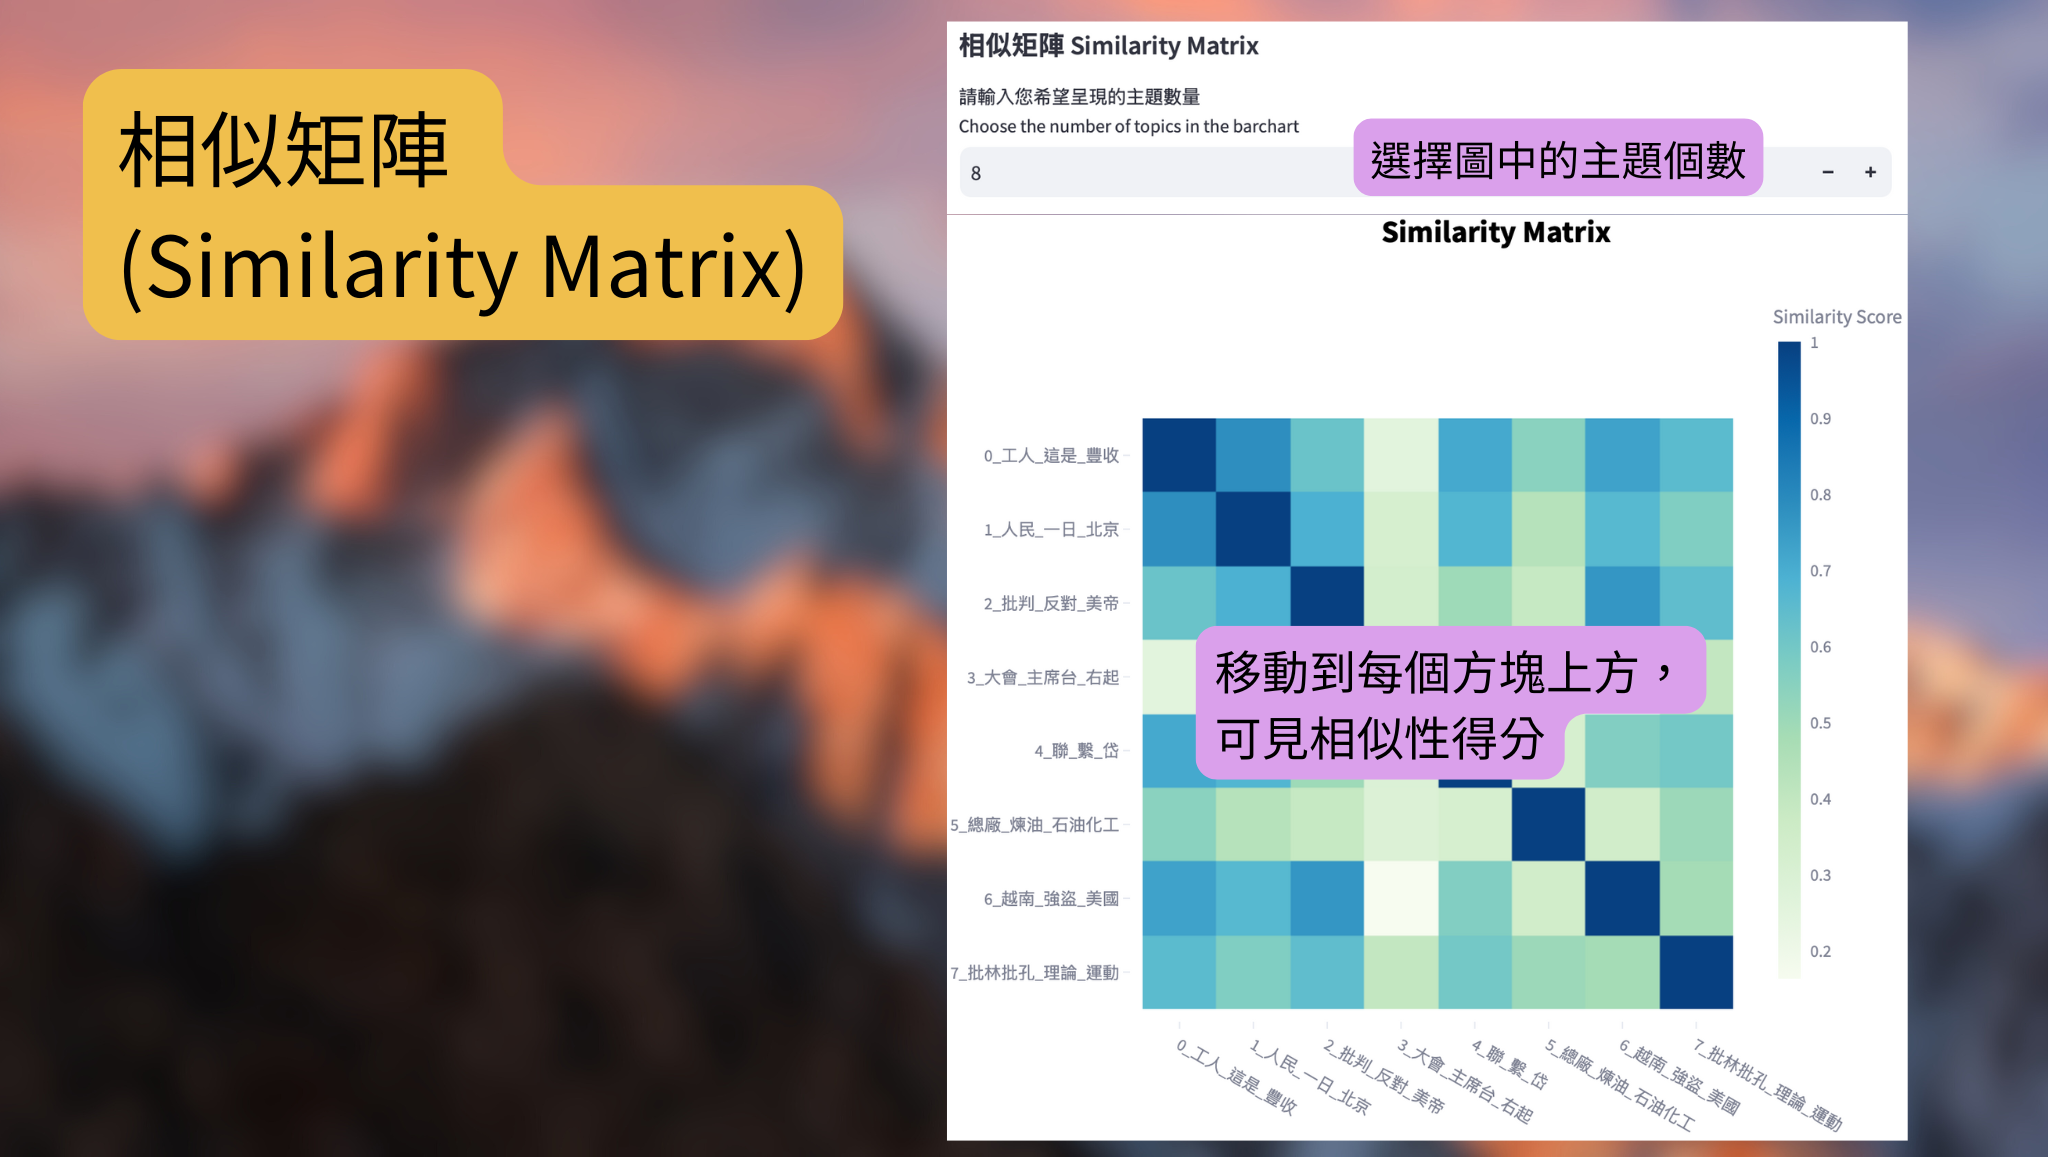 相似矩陣
(Similarity Matrix)
相似矩陣 Similarity Matrix
請輸入您希望呈現的主題數量
Choose the number of topics in the barchart
8
選擇圖中的主題個數
− +
Similarity Matrix
Similarity Score
1
0.9
0.8
0.7
0.6
0.5
0.4
0.3
0.2
0_工人_這是_豐收
1_人民_一日_北京
2_批判_反對_美帝
3_大會_主席台_右起
4_聯_繫_岱
5_總廠_煉油_石油化工
6_越南_強盜_美國
7_批林批孔_理論_運動
移動到每個方塊上方，
可見相似性得分
0_工人_這是_豐收
1_人民_一日_北京
2_批判_反對_美帝
3_大會_主席台_右起
4_聯_繫_岱
5_總廠_煉油_石油化工
6_越南_強盜_美國
7_批林批孔_理論_運動